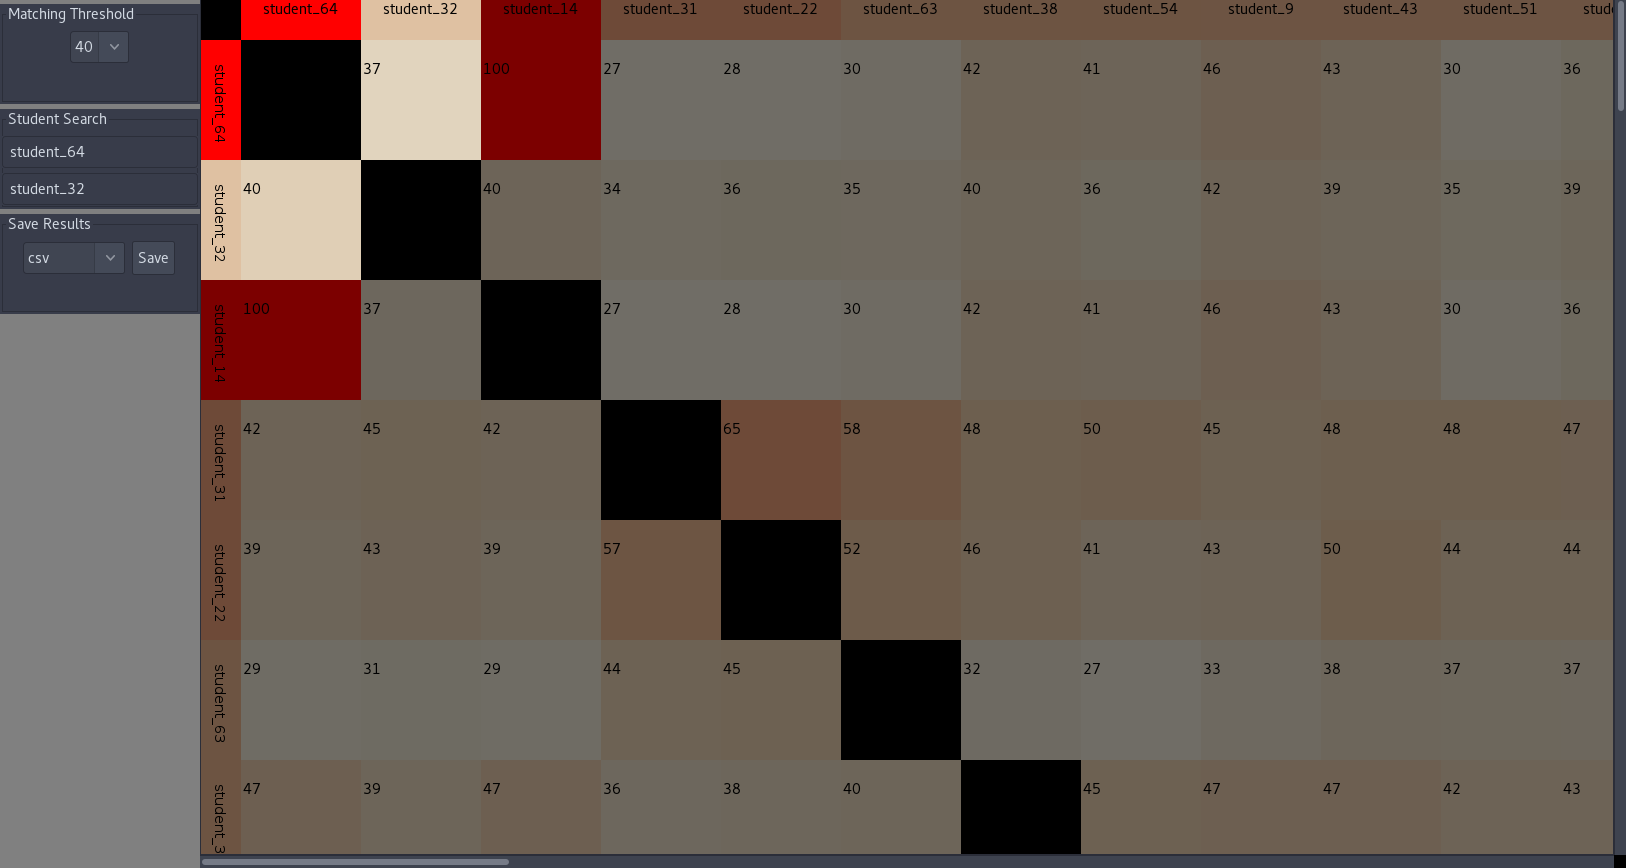 Matching Threshold
40
Student Search
student_64
student_32
Save Results
csv Save
student_64 student_32 student_14 student_31 student_22 student_63 student_38 student_54 student_9 student_43 student_51 stud
student_64 37 100 27 28 30 42 41 46 43 30 36
student_32 40 40 34 36 35 40 36 42 39 35 39
student_14 100 37 27 28 30 42 41 46 43 30 36
student_31 42 45 42 65 58 48 50 45 48 48 47
student_22 39 43 39 57 52 46 41 43 50 44 44
student_63 29 31 29 44 45 32 27 33 38 37 37
student_3 47 39 47 36 38 40 45 47 47 42 43